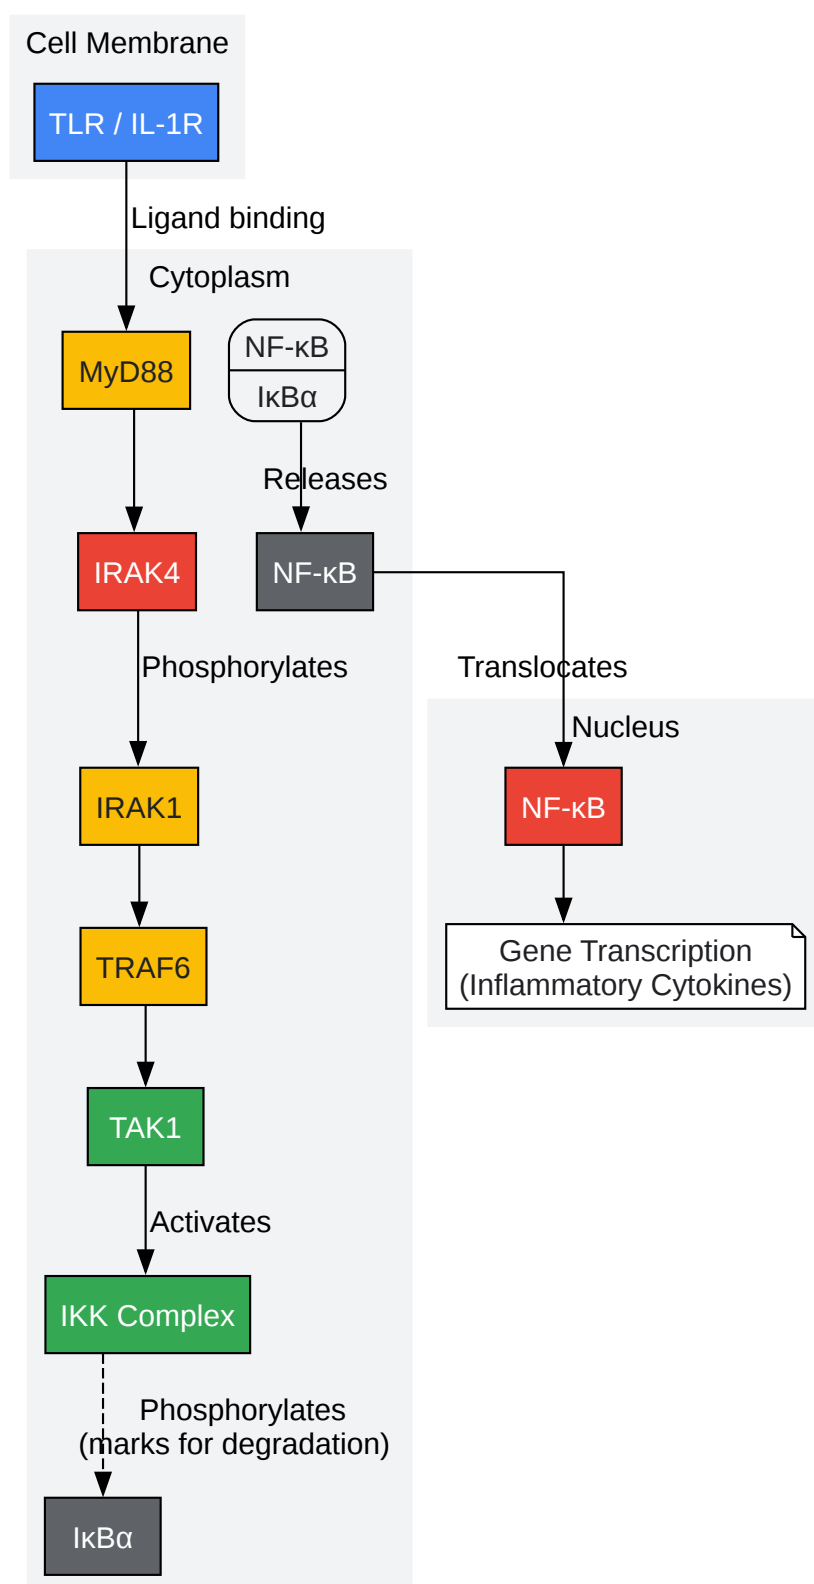 Cell Membrane
TLR / IL-1R
Ligand binding
Cytoplasm
MyD88
NF-κB
IκBα
Releases
IRAK4
NF-κB
Phosphorylates
Translocates
Nucleus
IRAK1
NF-κB
TRAF6
Gene Transcription
(Inflammatory Cytokines)
TAK1
Activates
IKK Complex
Phosphorylates
(marks for degradation)
IκBα